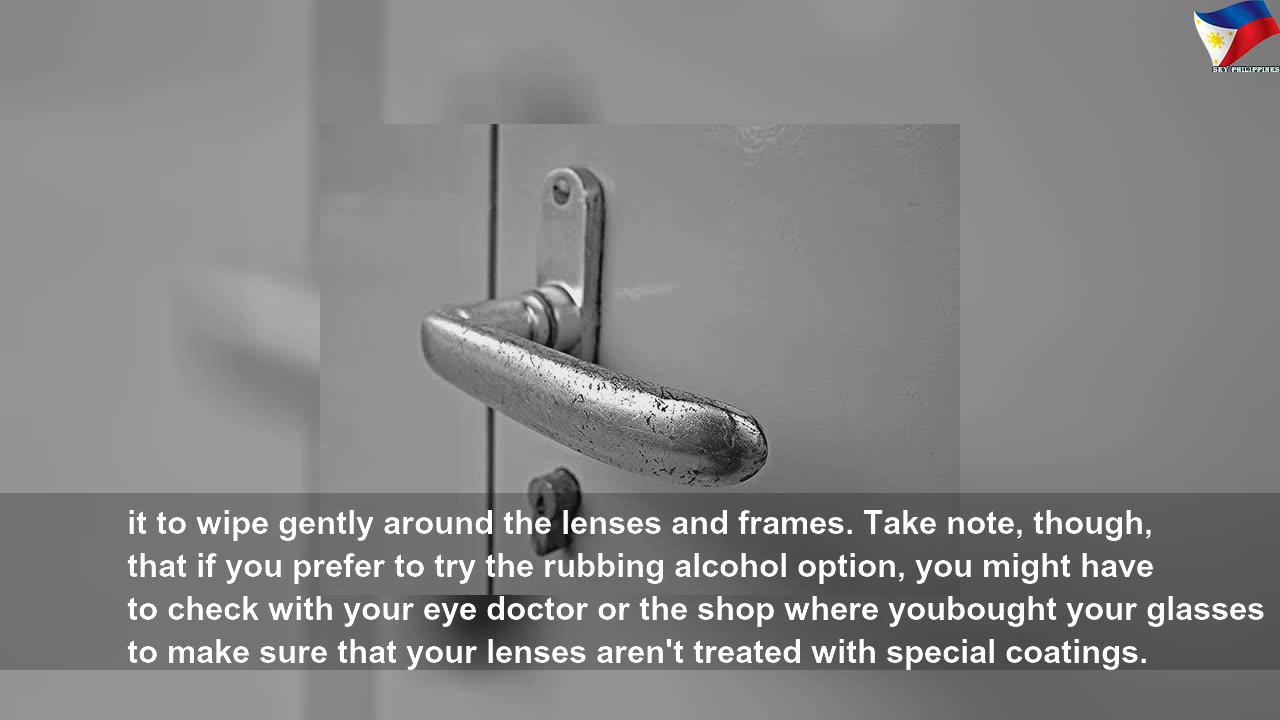 SKY PHILIPPINES
it to wipe gently around the lenses and frames. Take note, though,
that if you prefer to try the rubbing alcohol option, you might have
to check with your eye doctor or the shop where youbought your glasses
to make sure that your lenses aren't treated with special coatings.